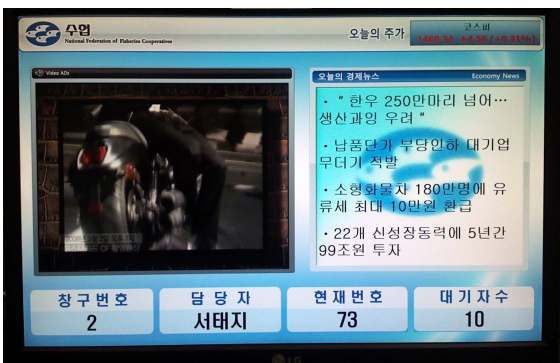 수협
National Federation of Fisheries Cooperatives
오늘의 주가
코스피
1480.34 ▲4.56 (+0.31%)
Video ADs
오늘의 경제뉴스 Economy News
• " 한우 250만마리 넘어…
생산과잉 우려 "
• 납품단가 부당인하 대기업
무더기 적발
• 소형화물차 180만명에 유
류세 최대 10만원 환급
• 22개 신성장동력에 5년간
99조원 투자
창구번호
2
담당자
서태지
현재번호
73
대기자수
10
LG